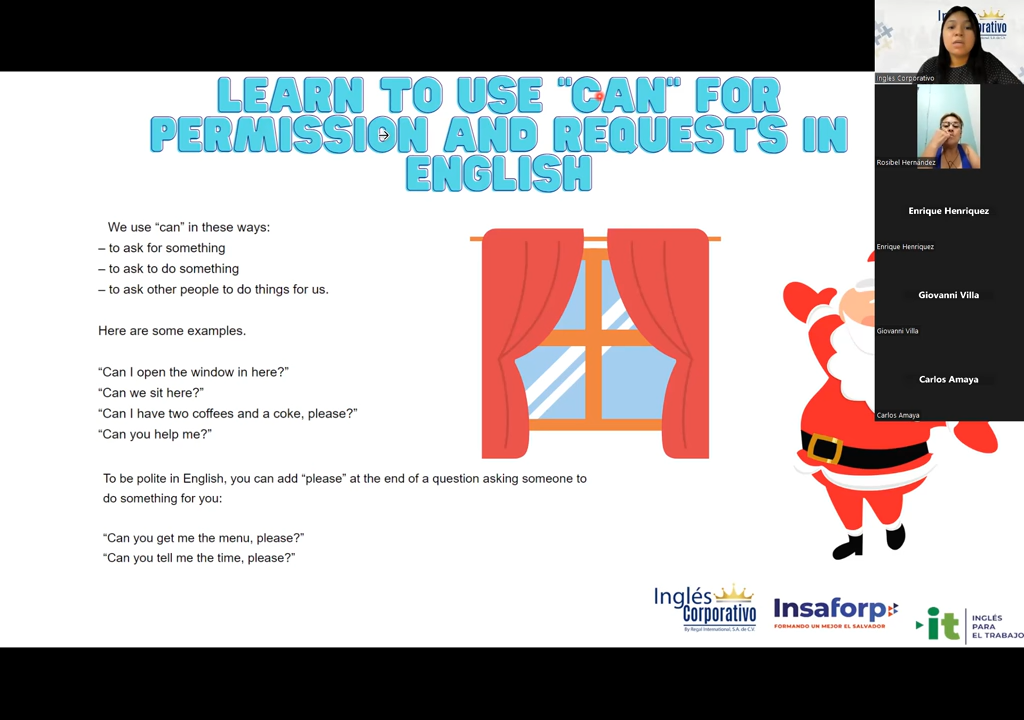 LEARN TO USE "CAN" FOR
PERMISSION AND REQUESTS IN
ENGLISH
We use “can” in these ways:
– to ask for something
– to ask to do something
– to ask other people to do things for us.
Here are some examples.
“Can I open the window in here?”
“Can we sit here?”
“Can I have two coffees and a coke, please?”
“Can you help me?”
To be polite in English, you can add “please” at the end of a question asking someone to
do something for you:
“Can you get me the menu, please?”
“Can you tell me the time, please?”
Inglés
Corporativo
By Regal International, S.A. de C.V.
Insaforp
FORMANDO UN MEJOR EL SALVADOR
it
INGLÉS
PARA
EL TRABAJO
Inglés Corporativo
Rosibel Hernández
Enrique Henriquez
Enrique Henriquez
Giovanni Villa
Giovanni Villa
Carlos Amaya
Carlos Amaya